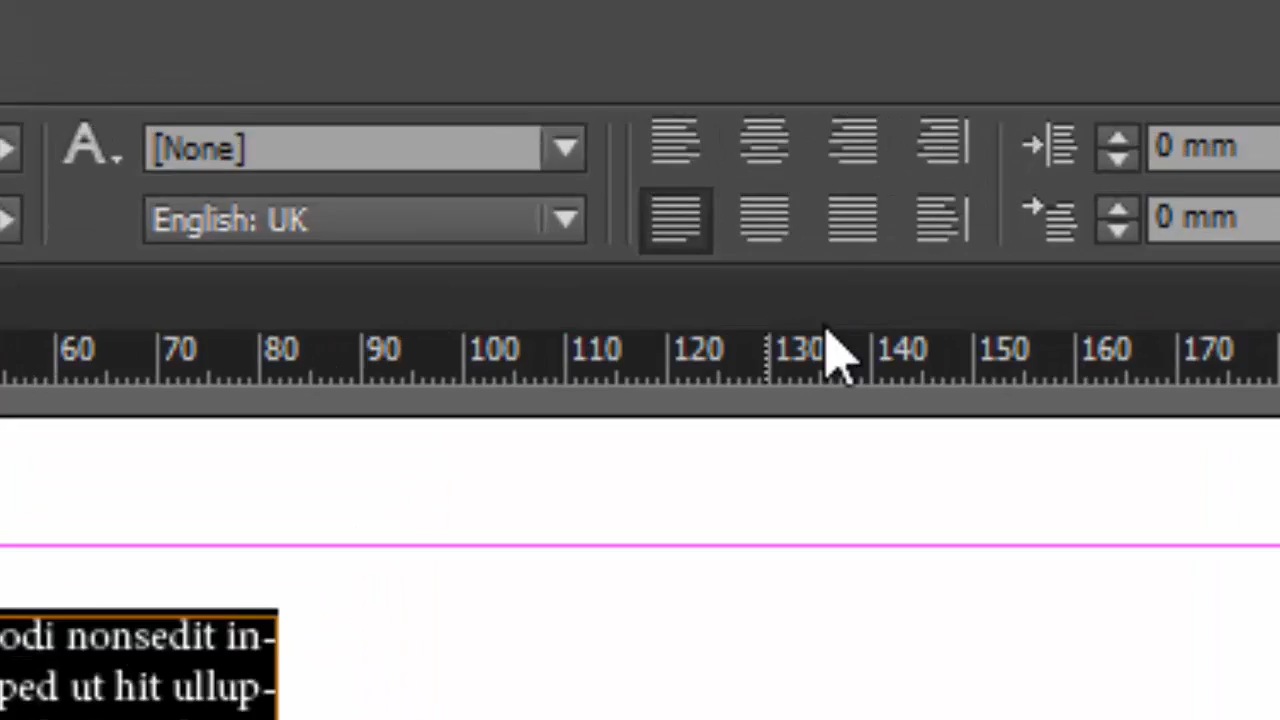 A. [None] 0 mm
English: UK 0 mm
60 70 80 90 100 110 120 130 140 150 160 170
odi nonsedit in-
ped ut hit ullup-